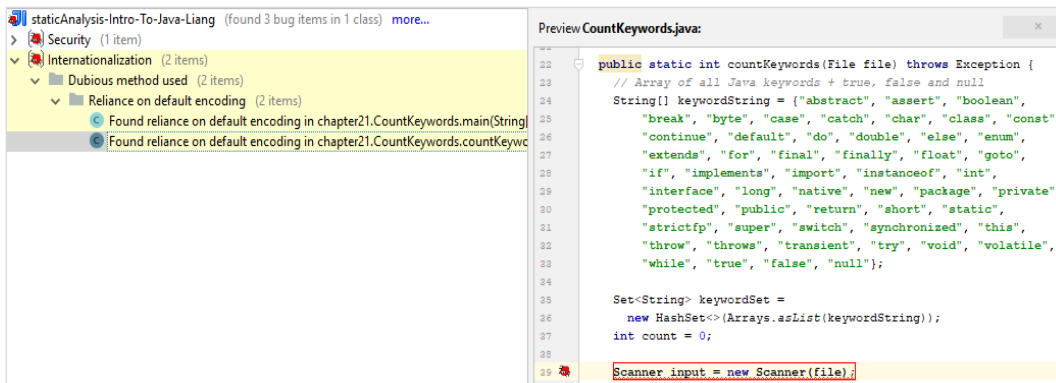 staticAnalysis-Intro-To-Java-Liang (found 3 bug items in 1 class) more...
Security (1 item)
Internationalization (2 items)
Dubious method used (2 items)
Reliance on default encoding (2 items)
Found reliance on default encoding in chapter21.CountKeywords.main(String[
Found reliance on default encoding in chapter21.CountKeywords.countKeywo
Preview CountKeywords.java:
22 public static int countKeywords(File file) throws Exception {
23 // Array of all Java keywords + true, false and null
24 String[] keywordString = {"abstract", "assert", "boolean",
25 "break", "byte", "case", "catch", "char", "class", "const"
26 "continue", "default", "do", "double", "else", "enum",
27 "extends", "for", "final", "finally", "float", "goto",
28 "if", "implements", "import", "instanceof", "int",
29 "interface", "long", "native", "new", "package", "private"
30 "protected", "public", "return", "short", "static",
31 "strictfp", "super", "switch", "synchronized", "this",
32 "throw", "throws", "transient", "try", "void", "volatile",
33 "while", "true", "false", "null"};
34
35 Set<String> keywordSet =
36 new HashSet<>(Arrays.asList(keywordString));
37 int count = 0;
38
39 Scanner input = new Scanner(file);